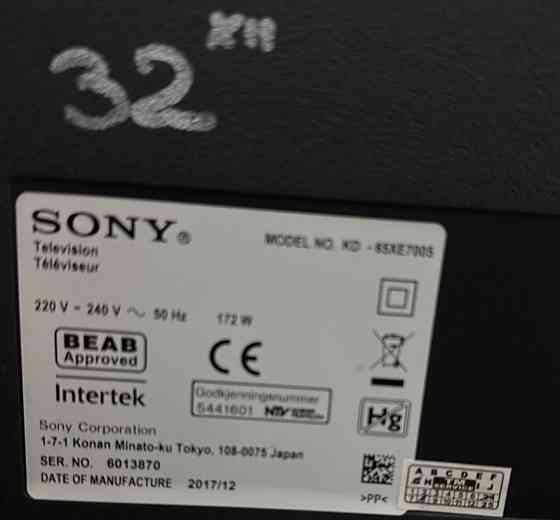 32
SONY®
MODEL NO. KD-65XE7005
Television
Téléviseur
220 V - 240 V ~ 50 Hz 172 W
BEAB
Approved
CE
Intertek
Godkjenningsnummer
5441601
Hg
Sony Corporation
1-7-1 Konan Minato-ku Tokyo, 108-0075 Japan
SER. NO. 6013870
DATE OF MANUFACTURE 2017/12
>PP<
A B C D E F
TM
service